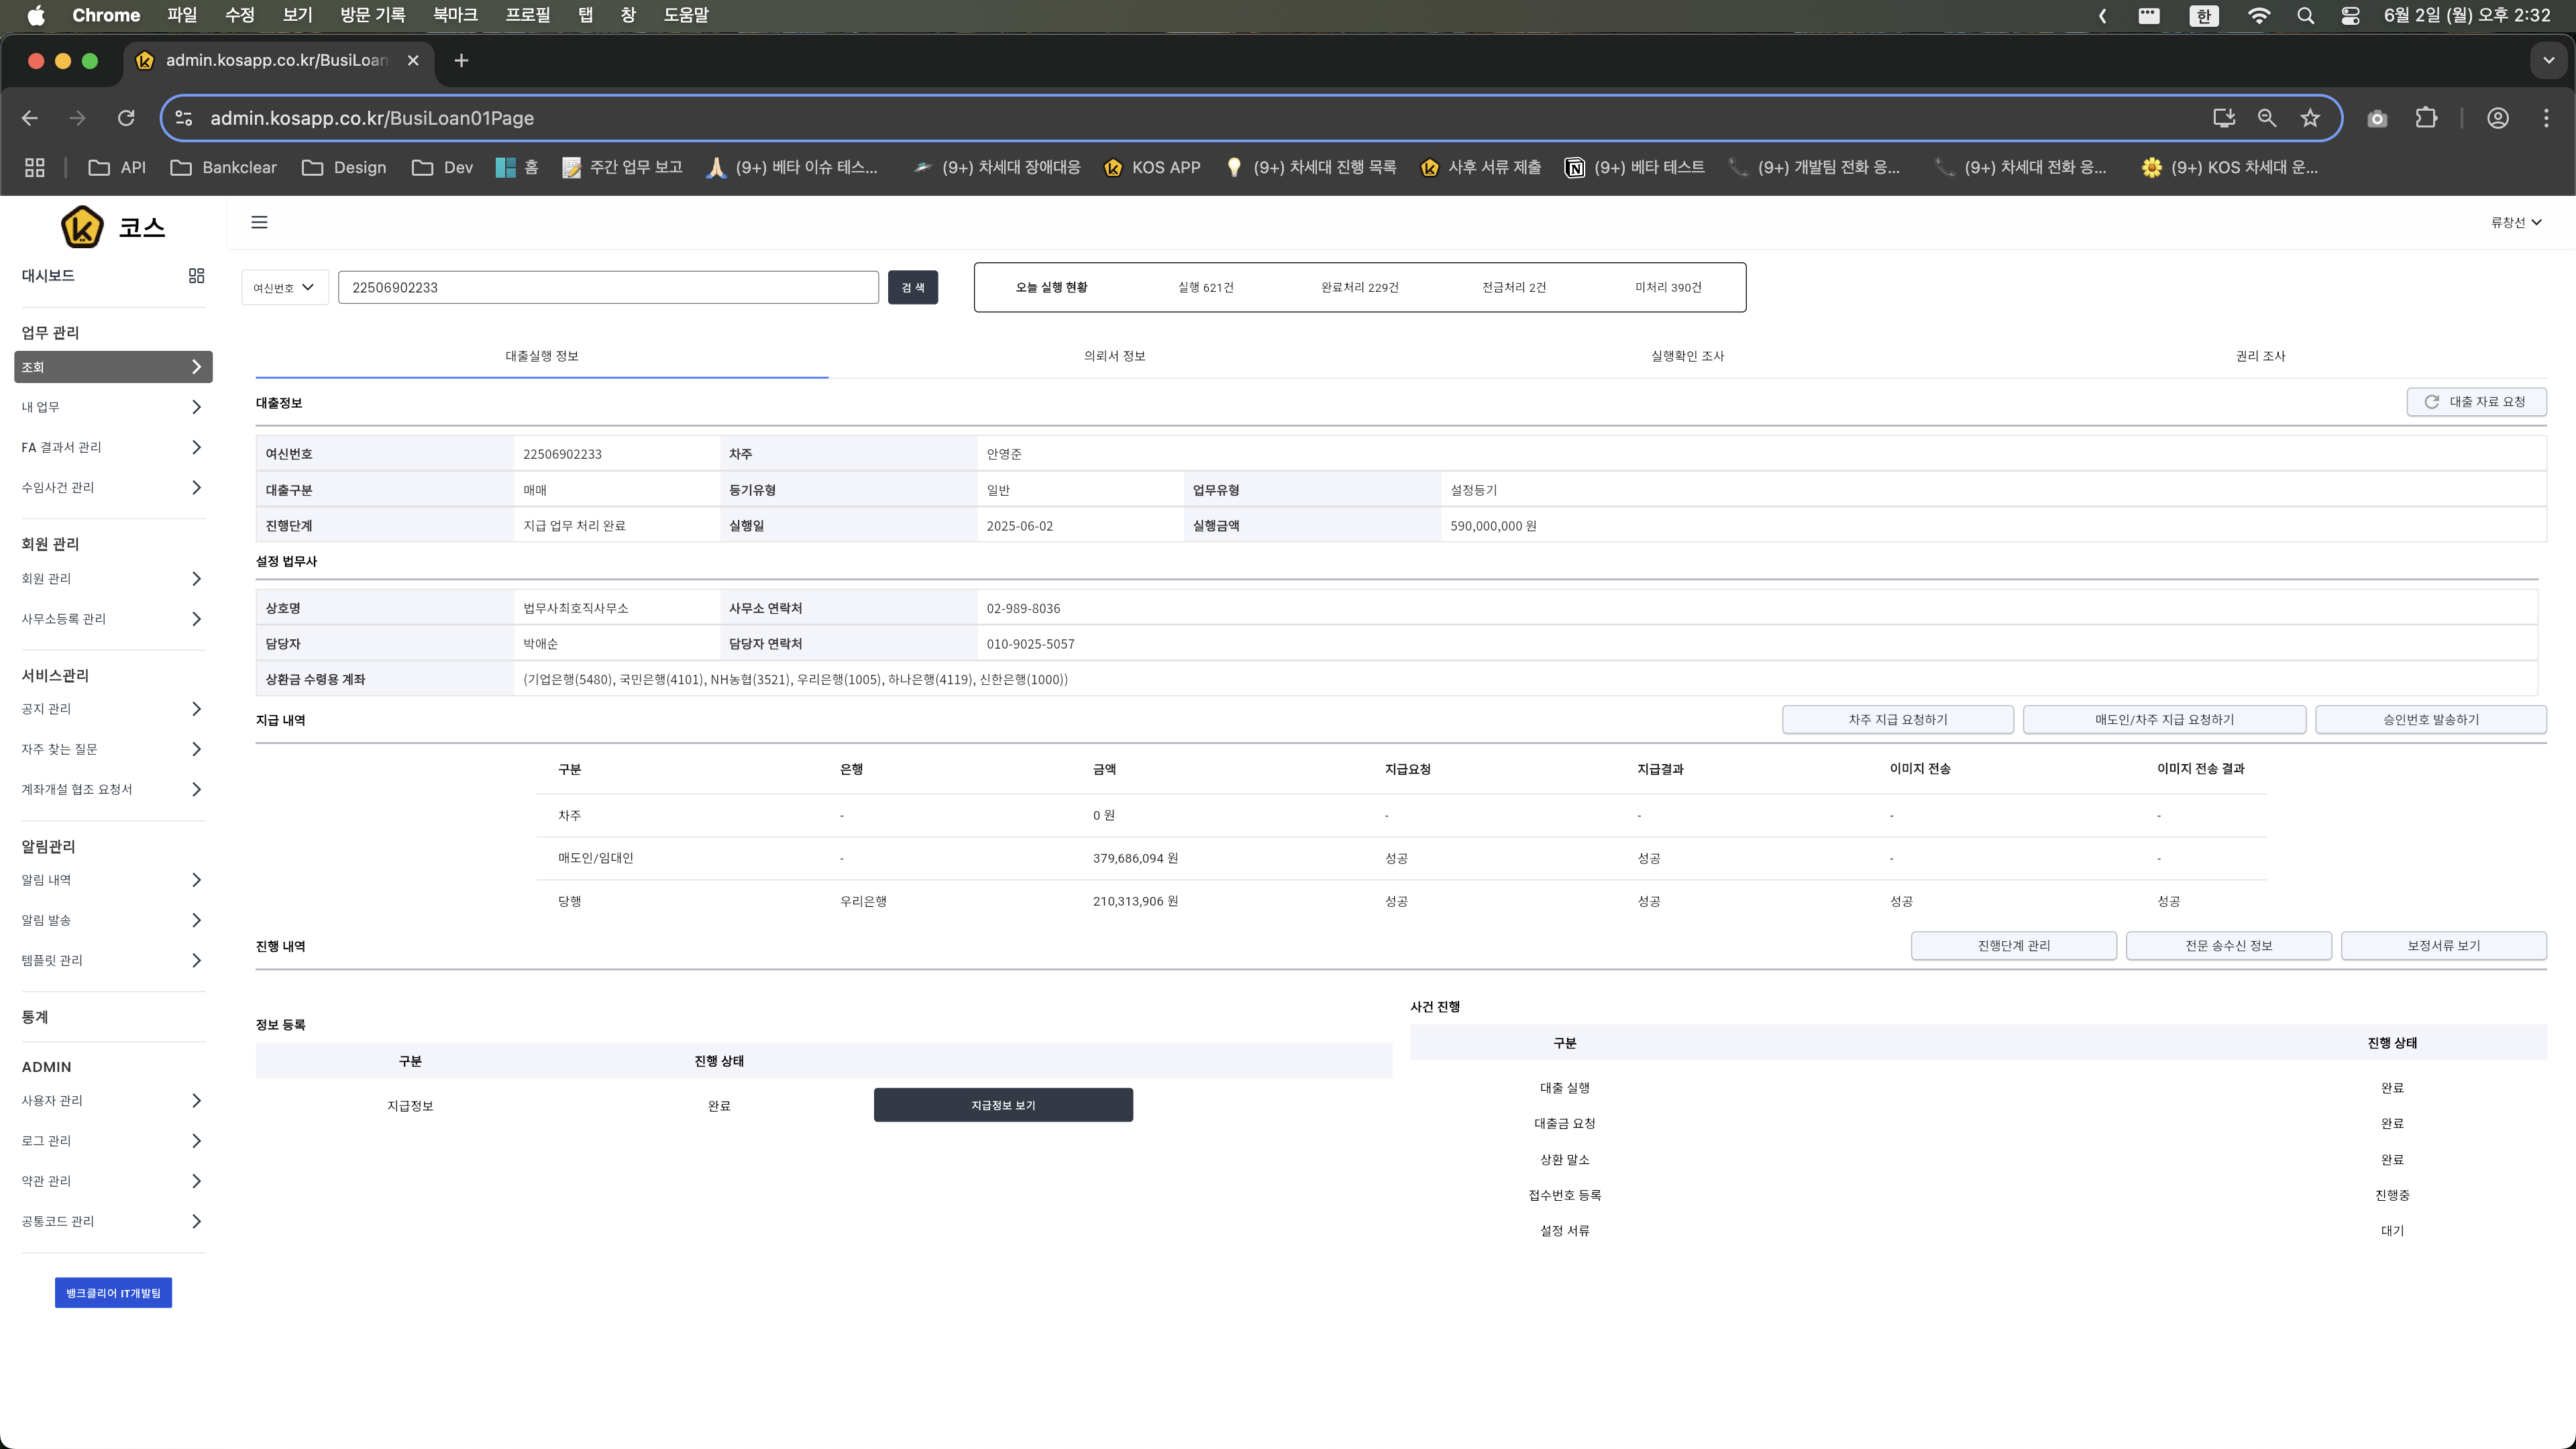 Chrome 파일 수정 보기 방문 기록 북마크 프로필 탭 창 도움말 한 6월 2일 (월) 오후 2:32
admin.kosapp.co.kr/BusiLoan
admin.kosapp.co.kr/BusiLoan01Page
API Bankclear Design Dev 홈 주간 업무 보고 (9+) 베타 이슈 테스... (9+) 차세대 장애대응 KOS APP (9+) 차세대 진행 목록 사후 서류 제출 (9+) 베타 테스트 (9+) 개발팀 전화 응... (9+) 차세대 전화 응... (9+) KOS 차세대 운...
코스
류창선
대시보드
업무 관리
조회
내 업무
FA 결과서 관리
수임사건 관리
회원 관리
회원 관리
사무소등록 관리
서비스관리
공지 관리
자주 찾는 질문
계좌개설 협조 요청서
알림관리
알림 내역
알림 발송
템플릿 관리
통계
ADMIN
사용자 관리
로그 관리
약관 관리
공통코드 관리
뱅크클리어 IT개발팀
여신번호 22506902233 검 색 오늘 실행 현황 실행 621건 완료처리 229건 전금처리 2건 미처리 390건
대출실행 정보 의뢰서 정보 실행확인 조사 권리 조사
대출정보 대출 자료 요청
여신번호 22506902233 차주 안영준
대출구분 매매 등기유형 일반 업무유형 설정등기
진행단계 지급 업무 처리 완료 실행일 2025-06-02 실행금액 590,000,000 원
설정 법무사
상호명 법무사최호직사무소 사무소 연락처 02-989-8036
담당자 박애순 담당자 연락처 010-9025-5057
상환금 수령용 계좌 (기업은행(5480), 국민은행(4101), NH농협(3521), 우리은행(1005), 하나은행(4119), 신한은행(1000))
지급 내역 차주 지급 요청하기 매도인/차주 지급 요청하기 승인번호 발송하기
구분 은행 금액 지급요청 지급결과 이미지 전송 이미지 전송 결과
차주 - 0 원 - - - -
매도인/임대인 - 379,686,094 원 성공 성공 - -
당행 우리은행 210,313,906 원 성공 성공 성공 성공
진행 내역 진행단계 관리 전문 송수신 정보 보정서류 보기
정보 등록
구분 진행 상태
지급정보 완료 지급정보 보기
사건 진행
구분 진행 상태
대출 실행 완료
대출금 요청 완료
상환 말소 완료
접수번호 등록 진행중
설정 서류 대기